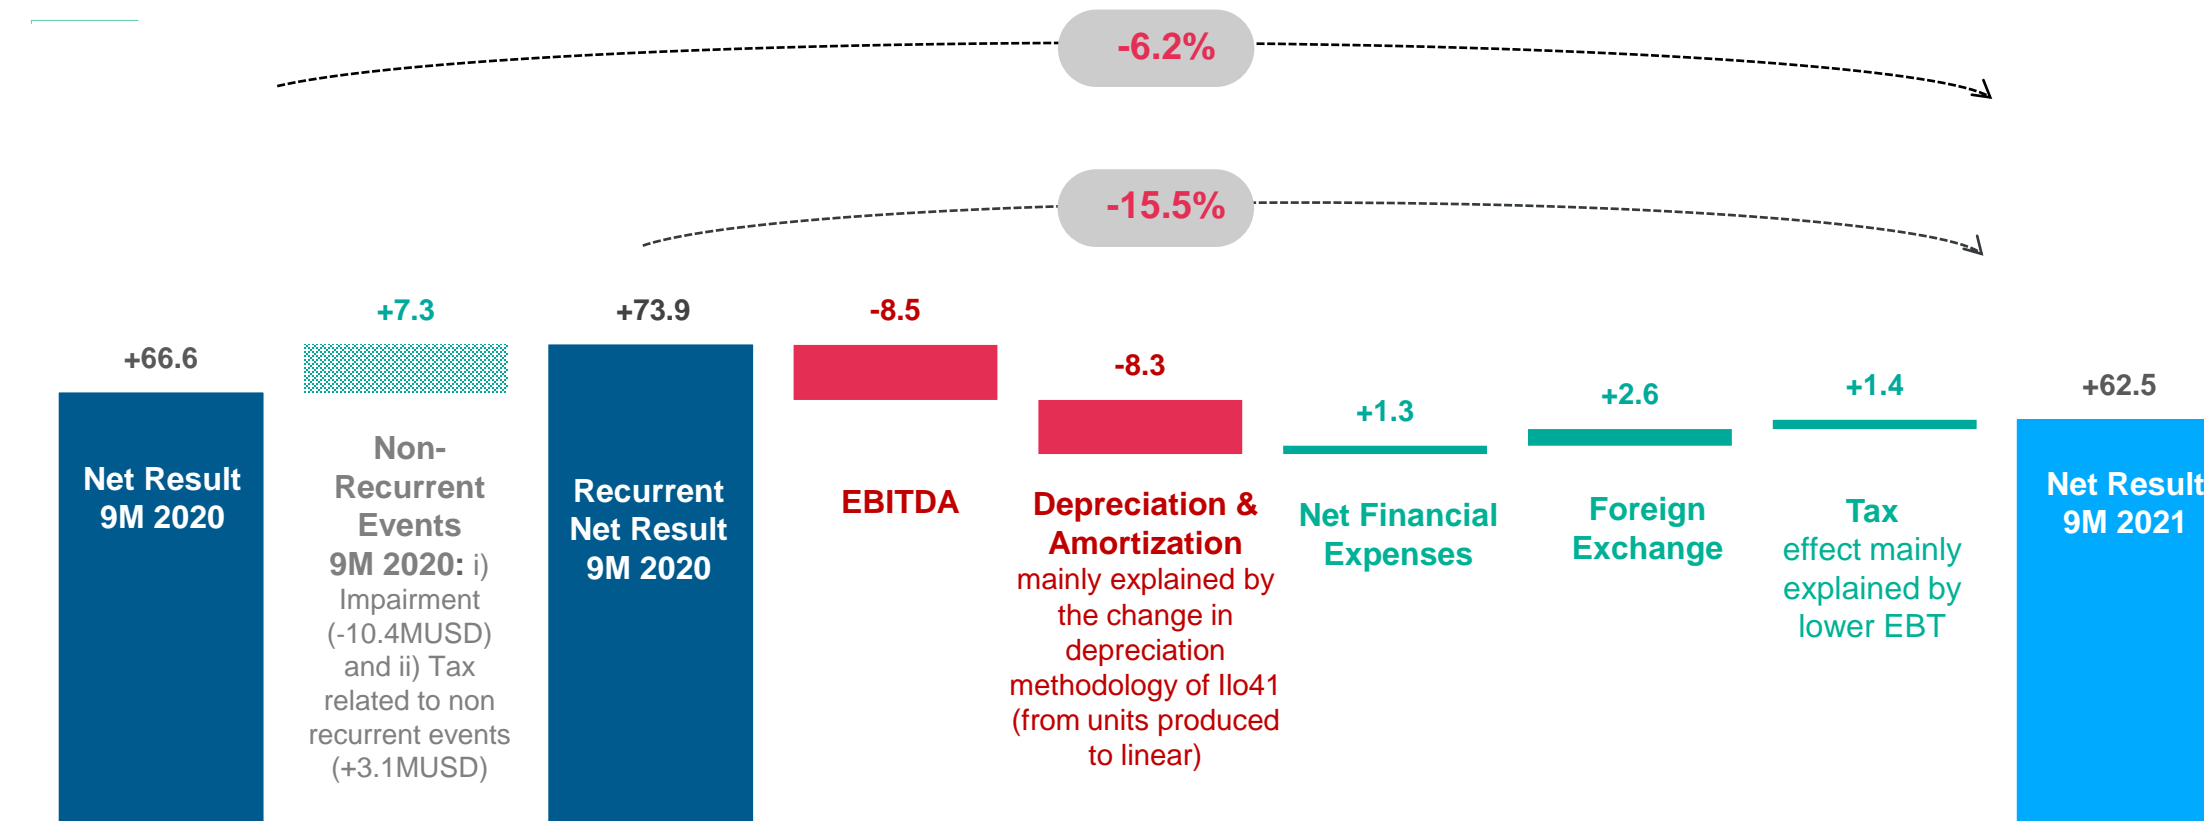 -6.2%
-15.5%
+66.6
Net Result
9M 2020
+7.3
Non-
Recurrent
Events
9M 2020: i)
Impairment
(-10.4MUSD)
and ii) Tax
related to non
recurrent events
(+3.1MUSD)
+73.9
Recurrent
Net Result
9M 2020
-8.5
EBITDA
-8.3
Depreciation &
Amortization
mainly explained by
the change in
depreciation
methodology of Ilo41
(from units produced
to linear)
+1.3
Net Financial
Expenses
+2.6
Foreign
Exchange
+1.4
Tax
effect mainly
explained by
lower EBT
+62.5
Net Result
9M 2021